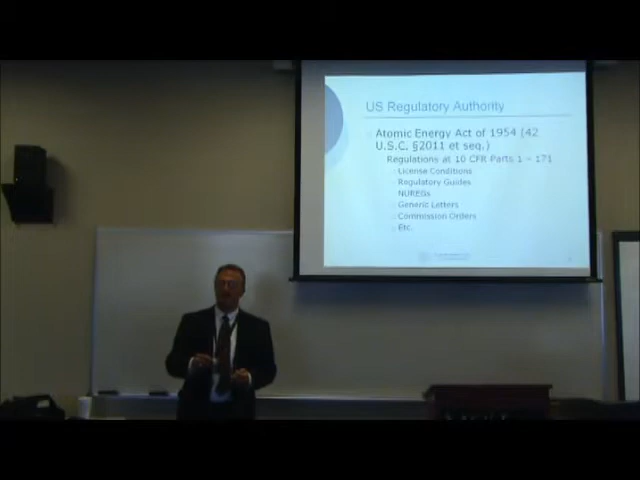 US Regulatory Authority
Atomic Energy Act of 1954 (42
U.S.C. §2011 et seq.)
Regulations at 10 CFR Parts 1 – 171
License Conditions
Regulatory Guides
NUREGs
Generic Letters
Commission Orders
Etc.